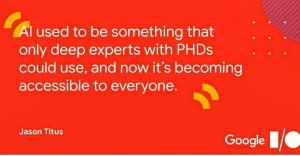 AI used to be something that
only deep experts with PHDs
could use, and now it's becoming
accessible to everyone.
Jason Titus
Google I/O